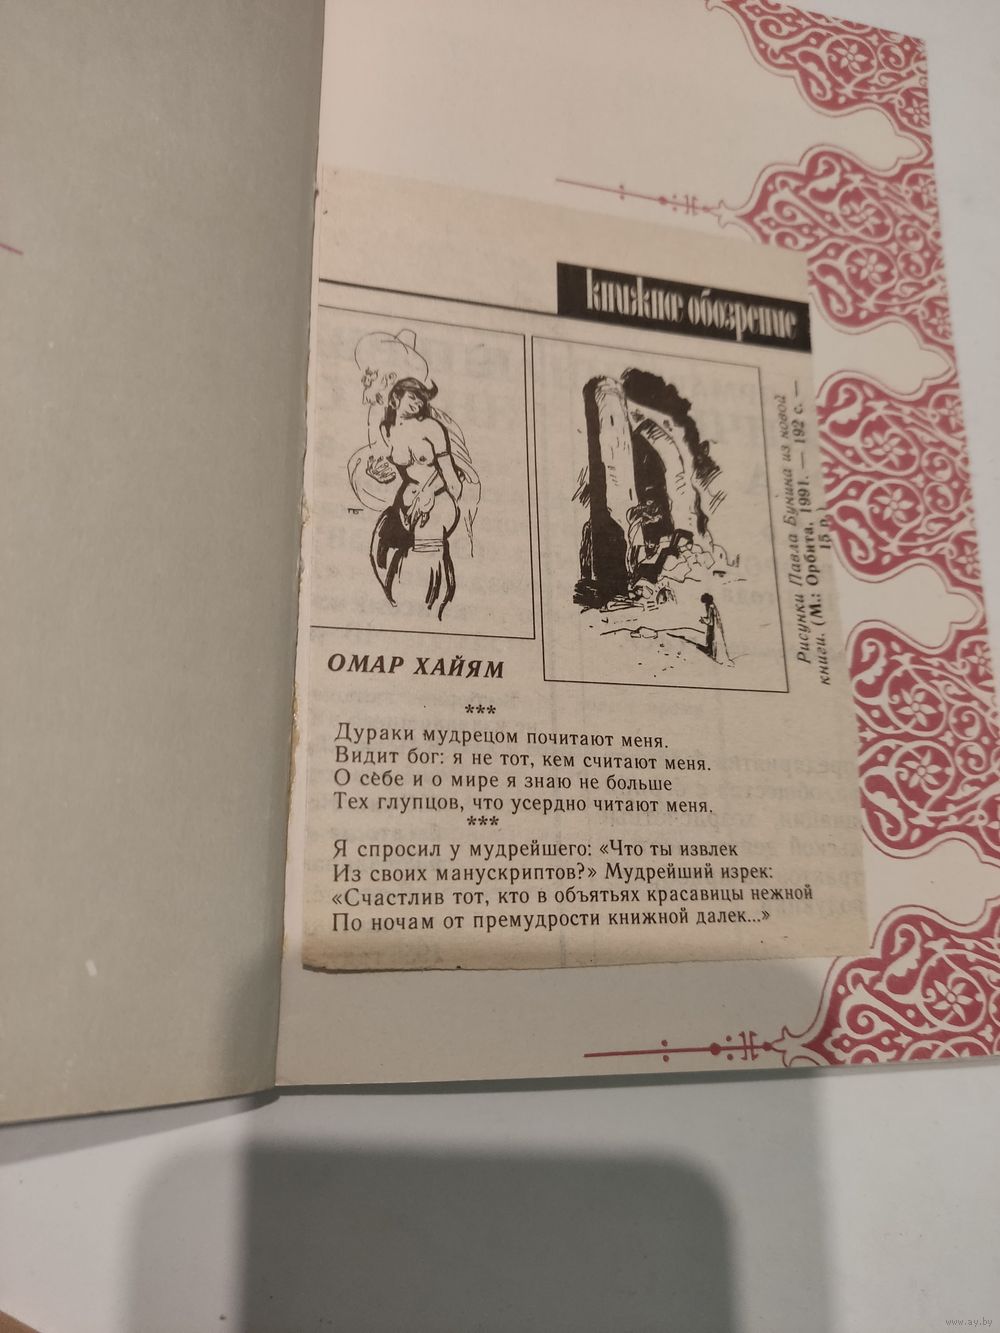 книжное обозрение
Рисунки Павла Бунина из новой
книги. (М.: Орбита, 1991. — 192 с. —
15 р.)
ОМАР ХАЙЯМ
***
Дураки мудрецом почитают меня.
Видит бог: я не тот, кем считают меня.
О себе и о мире я знаю не больше
Тех глупцов, что усердно читают меня.
***
Я спросил у мудрейшего: «Что ты извлек
Из своих манускриптов?» Мудрейший изрек:
«Счастлив тот, кто в объятьях красавицы нежной
По ночам от премудрости книжной далек...»
www.ay.by